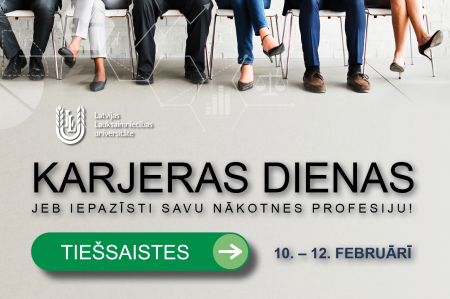 Latvijas
Lauksaimniecības
universitāte
KARJERAS DIENAS
JEB IEPAZĪSTI SAVU NĀKOTNES PROFESIJU!
TIEŠSAISTES
10. – 12. FEBRUĀRĪ